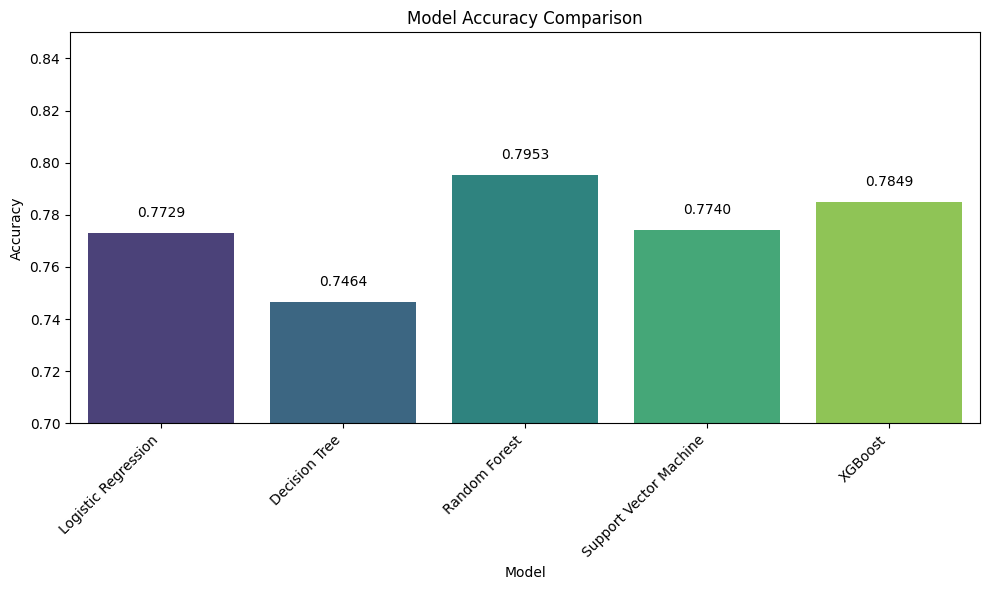 Model Accuracy Comparison
Accuracy
0.84
0.82
0.80
0.78
0.76
0.74
0.72
0.70
0.7729
0.7464
0.7953
0.7740
0.7849
Logistic Regression
Decision Tree
Random Forest
Support Vector Machine
XGBoost
Model